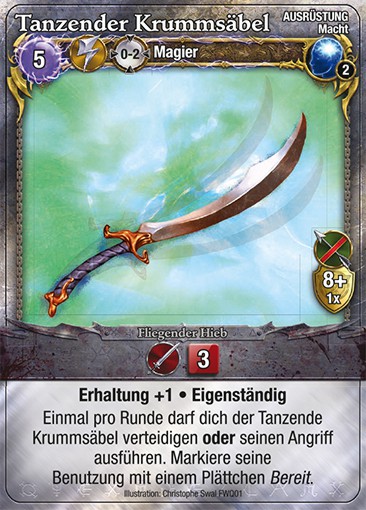 Tanzender Krummsäbel
AUSRÜSTUNG
Macht
5
0-2
Magier
2
8+
1x
Fliegender Hieb
3
Erhaltung +1 • Eigenständig
Einmal pro Runde darf dich der Tanzende
Krummsäbel verteidigen oder seinen Angriff
ausführen. Markiere seine
Benutzung mit einem Plättchen Bereit.
Illustration: Christophe Swal FWQ01